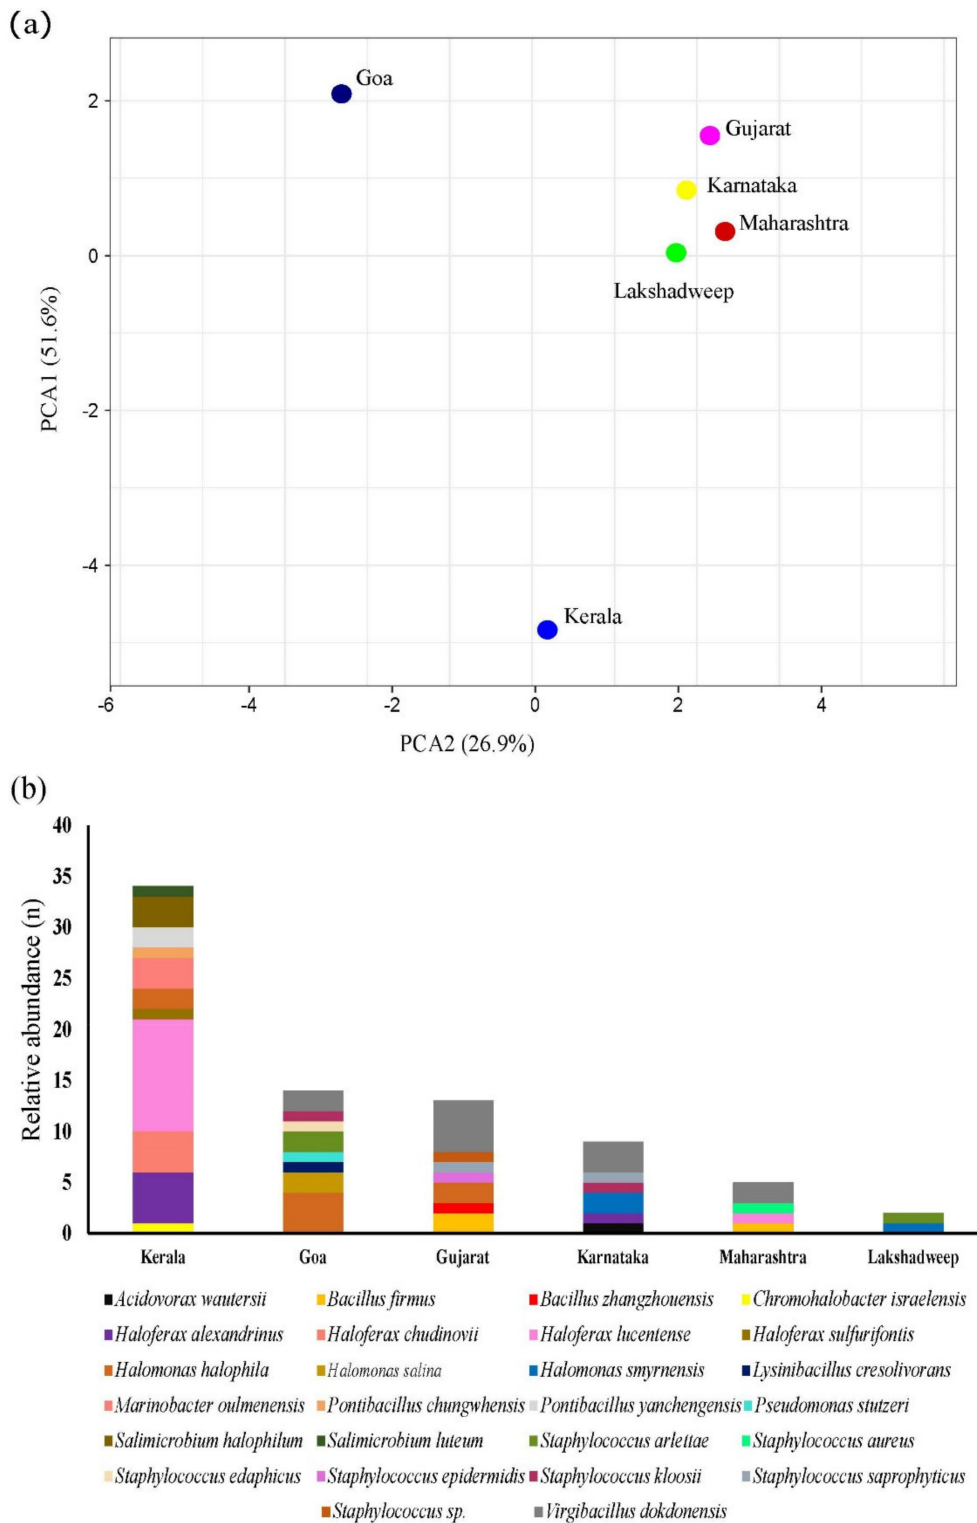 (a)
Goa
2
Gujarat
Karnataka
Maharashtra
0
Lakshadweep
PCA1 (51.6%)
-2
-4
Kerala
-6 -4 -2 0 2 4
PCA2 (26.9%)
(b)
40
35
30
25
20
15
10
5
0
Relative abundance (n)
Kerala Goa Gujarat Karnataka Maharashtra Lakshadweep
Acidovorax wautersii Bacillus firmus Bacillus zhangzhouensis Chromohalobacter israelensis
Haloferax alexandrinus Haloferax chudinovii Haloferax lucentense Haloferax sulfurifontis
Halomonas halophila Halomonas salina Halomonas smyrnensis Lysinibacillus cresolivorans
Marinobacter oulmenensis Pontibacillus chungwhensis Pontibacillus yanchengensis Pseudomonas stutzeri
Salimicrobium halophilum Salimicrobium luteum Staphylococcus arlettae Staphylococcus aureus
Staphylococcus edaphicus Staphylococcus epidermidis Staphylococcus kloosii Staphylococcus saprophyticus
Staphylococcus sp. Virgibacillus dokdonensis